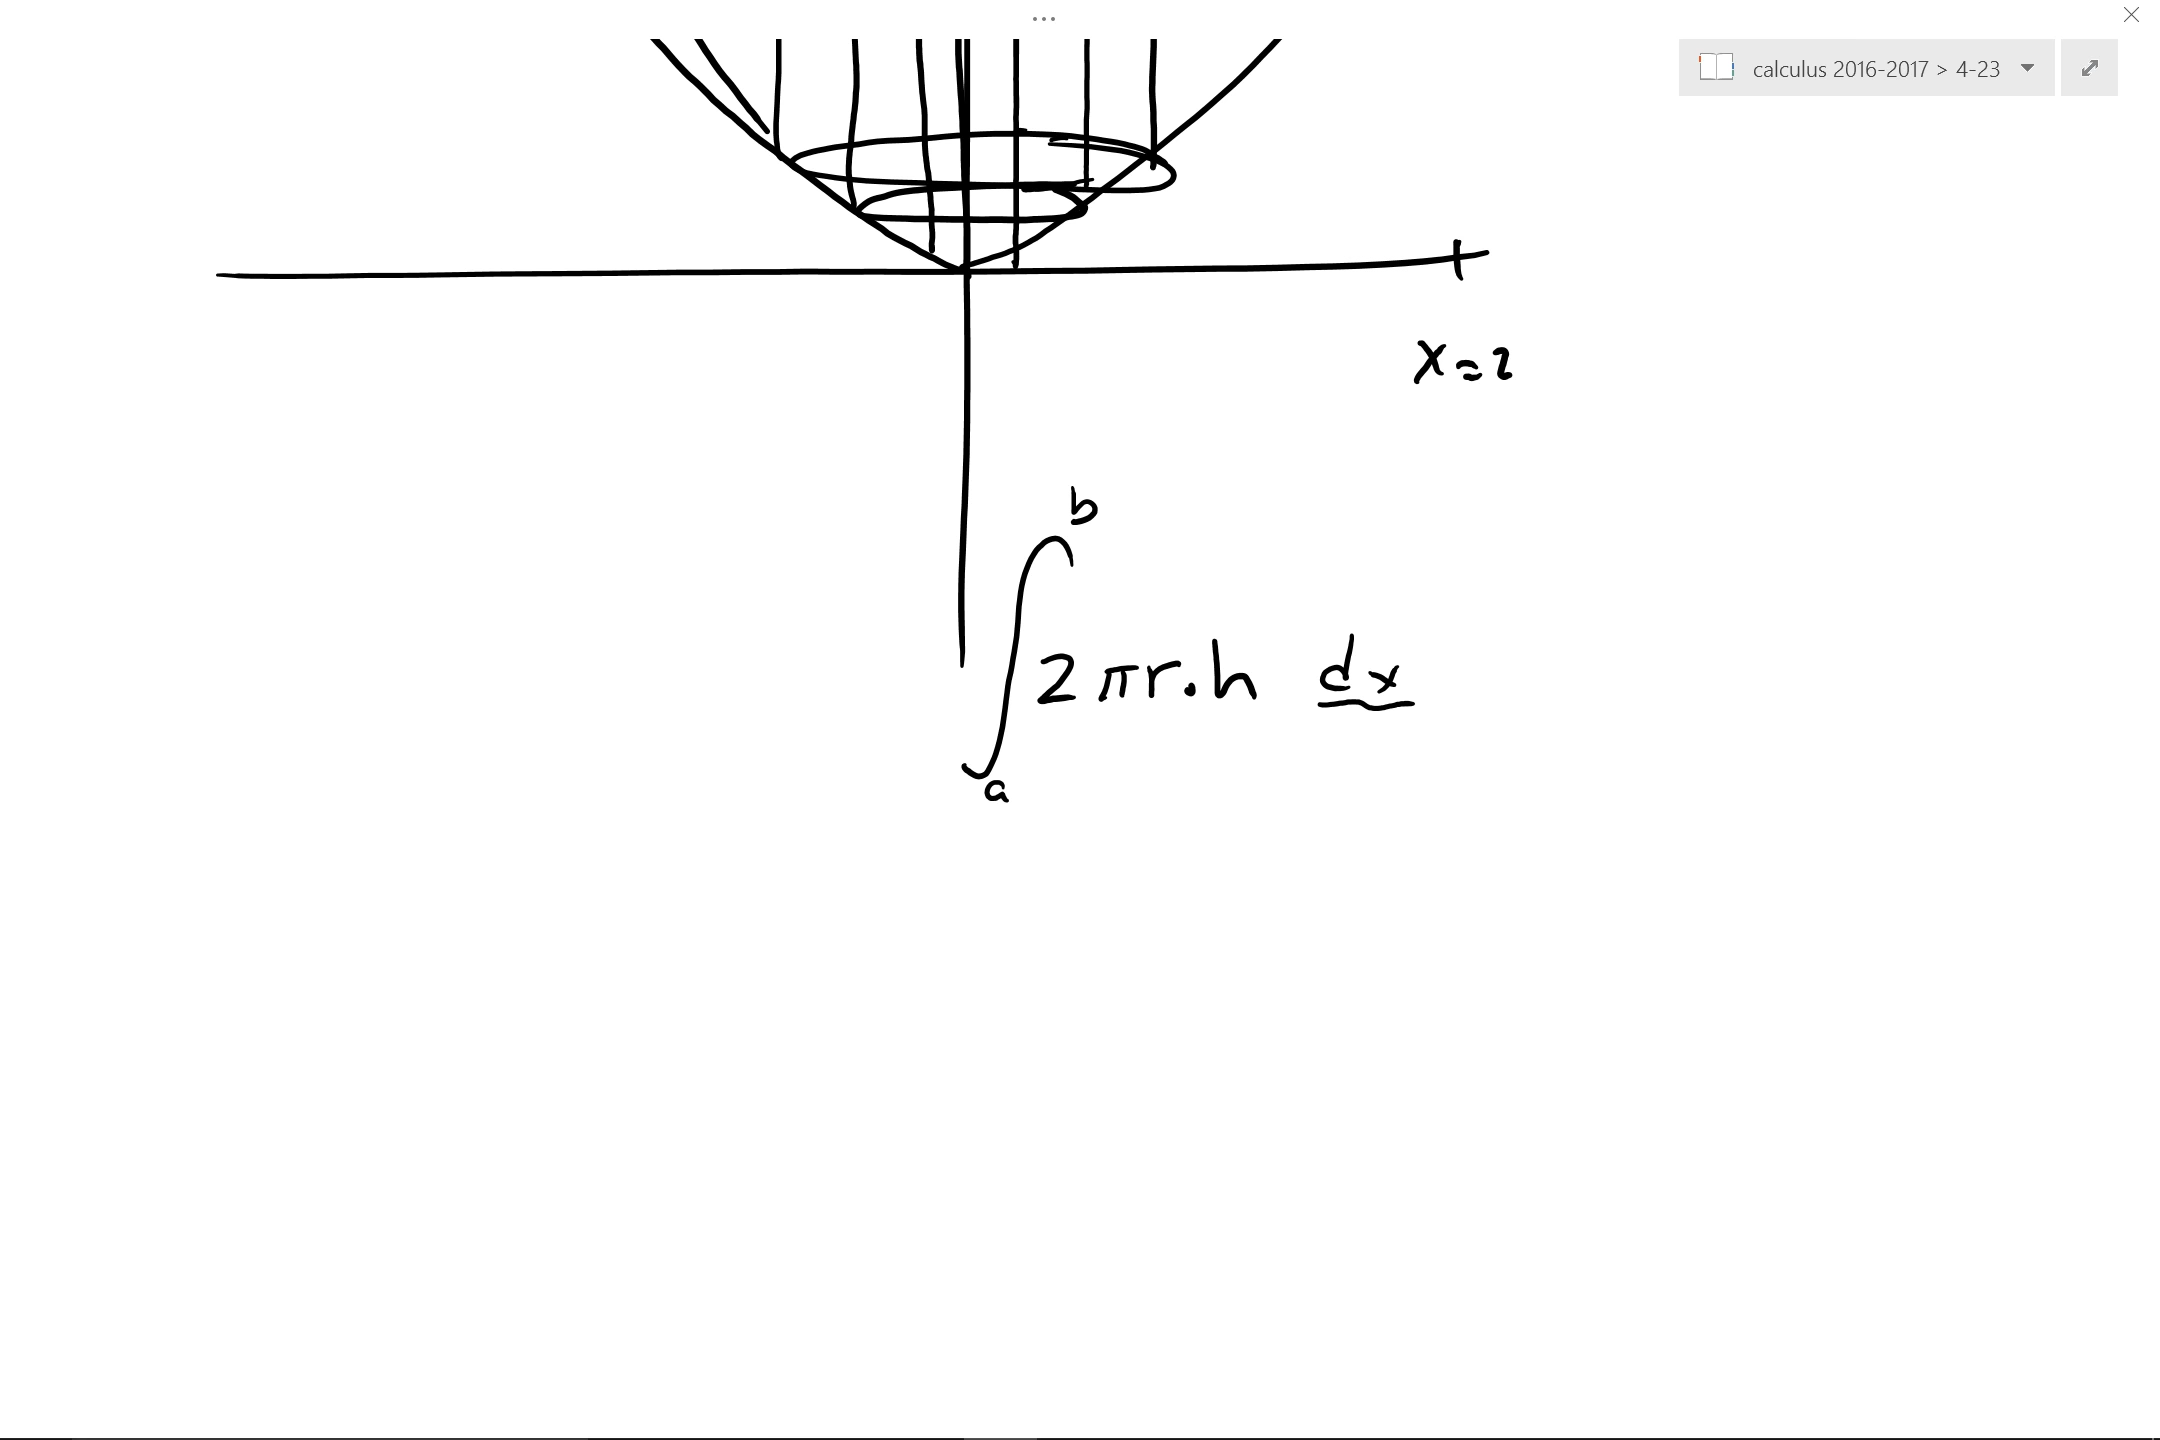 calculus 2016-2017 > 4-23
x = 2
b
∫ 2πr.h dx
a